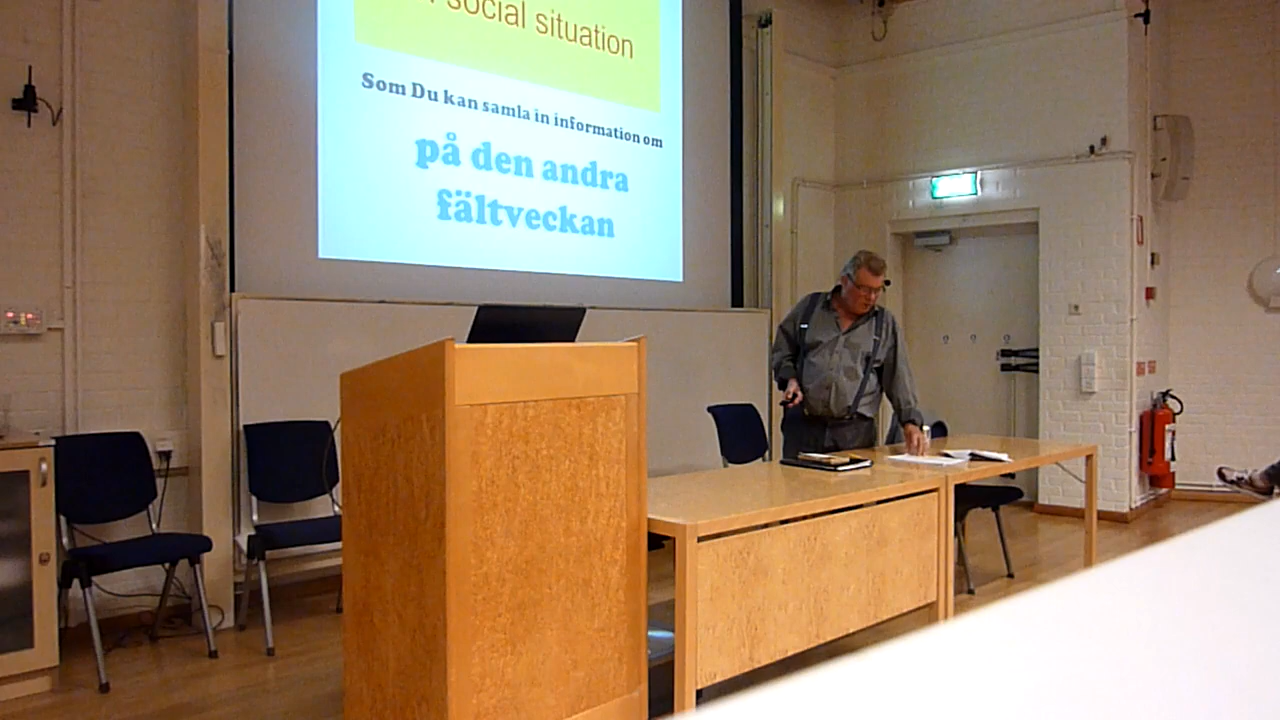 social situation
Som Du kan samla in information om
på den andra
fältveckan